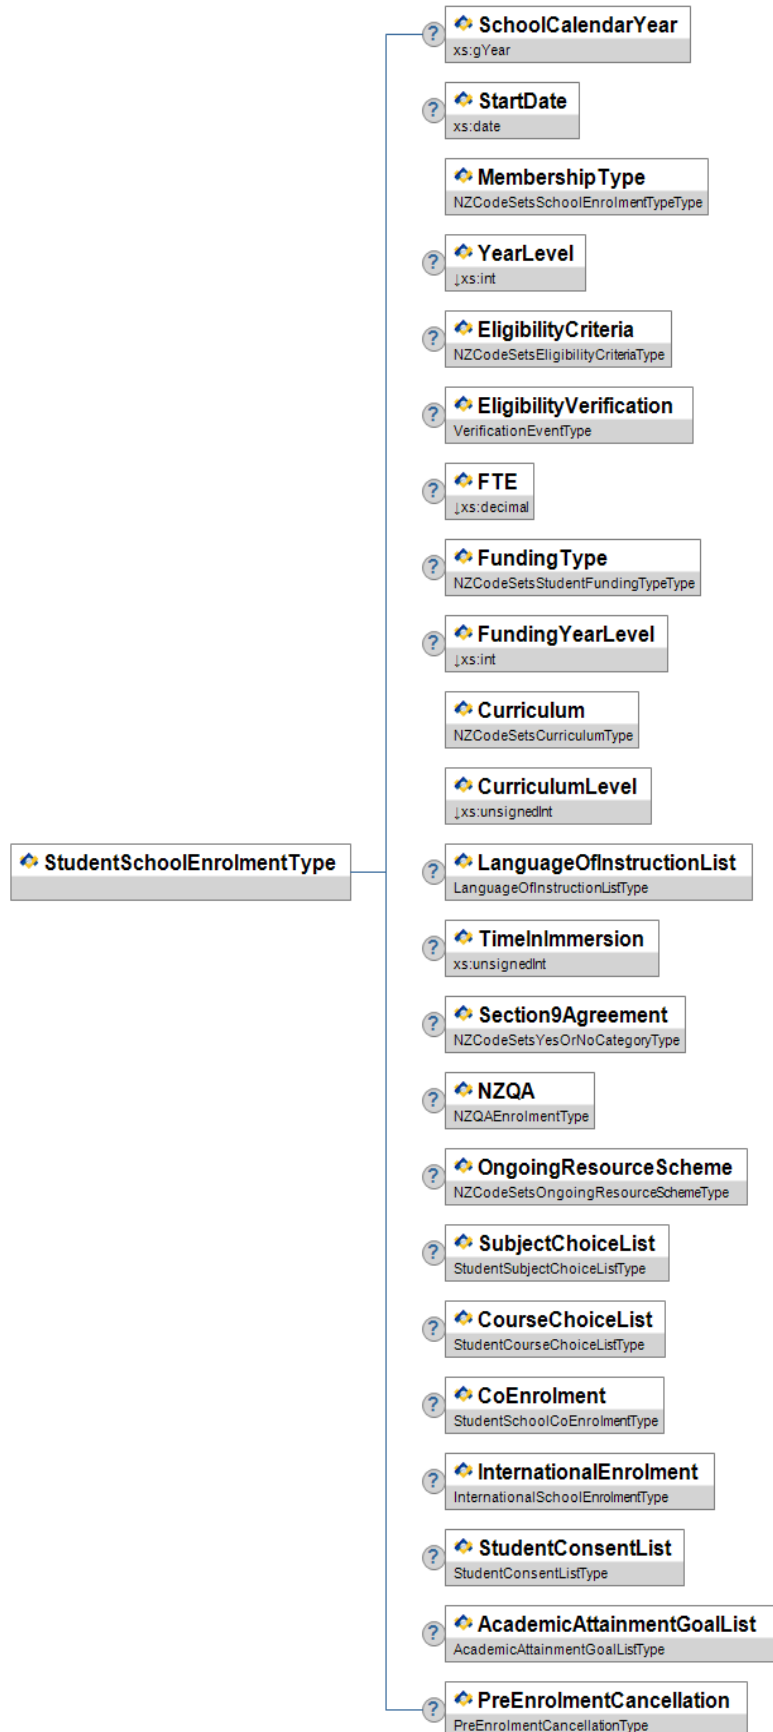 ?
SchoolCalendarYear
xs:gYear
?
StartDate
xs:date
MembershipType
NZCodeSetsSchoolEnrolmentTypeType
?
YearLevel
↓xs:int
?
EligibilityCriteria
NZCodeSetsEligibilityCriteriaType
?
EligibilityVerification
VerificationEventType
?
FTE
↓xs:decimal
?
FundingType
NZCodeSetsStudentFundingTypeType
?
FundingYearLevel
↓xs:int
Curriculum
NZCodeSetsCurriculumType
CurriculumLevel
↓xs:unsignedInt
StudentSchoolEnrolmentType
?
LanguageOfInstructionList
LanguageOfInstructionListType
?
TimeInImmersion
xs:unsignedInt
?
Section9Agreement
NZCodeSetsYesOrNoCategoryType
?
NZQA
NZQAEnrolmentType
?
OngoingResourceScheme
NZCodeSetsOngoingResourceSchemeType
?
SubjectChoiceList
StudentSubjectChoiceListType
?
CourseChoiceList
StudentCourseChoiceListType
?
CoEnrolment
StudentSchoolCoEnrolmentType
?
InternationalEnrolment
InternationalSchoolEnrolmentType
?
StudentConsentList
StudentConsentListType
?
AcademicAttainmentGoalList
AcademicAttainmentGoalListType
?
PreEnrolmentCancellation
PreEnrolmentCancellationType